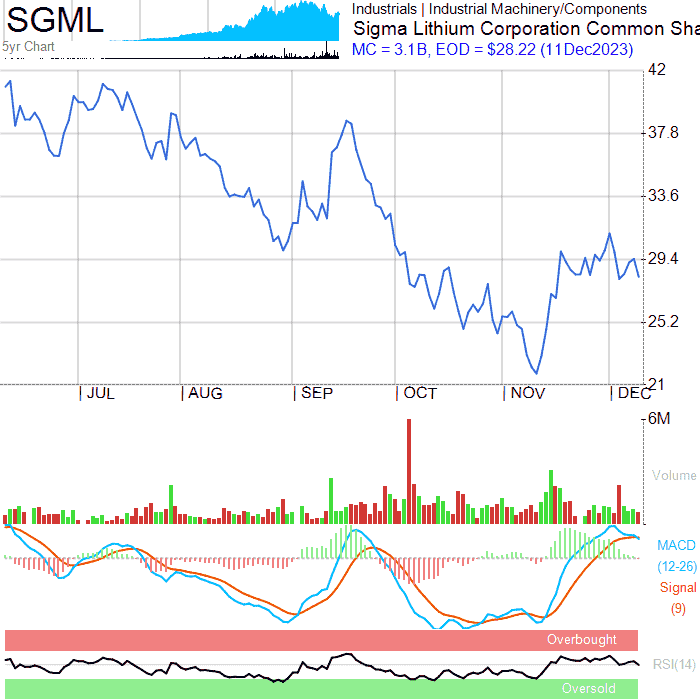 SGML
5yr Chart
Industrials | Industrial Machinery/Components
Sigma Lithium Corporation Common Sha
MC = 3.1B, EOD = $28.22 (11Dec2023)
42
37.8
33.6
29.4
25.2
21
JUL AUG SEP OCT NOV DEC
6M
Volume
MACD
(12-26)
Signal
(9)
Overbought
RSI(14)
Oversold